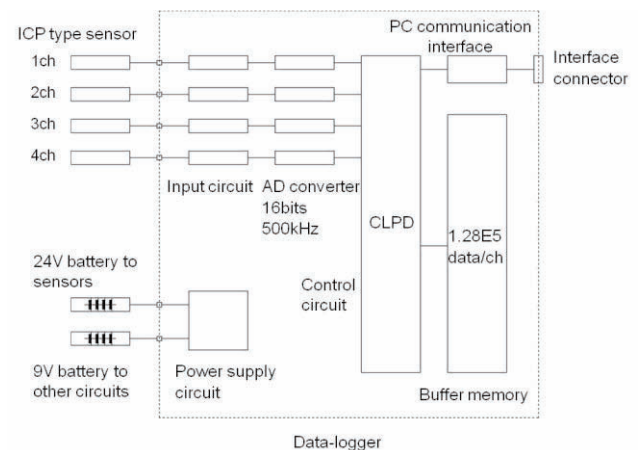 ICP type sensor
1ch
2ch
3ch
4ch
PC communication
interface
Interface
connector
Input circuit
AD converter
16bits
500kHz
CLPD
1.28E5
data/ch
Control
circuit
24V battery to
sensors
9V battery to
other circuits
Power supply
circuit
Buffer memory
Data-logger